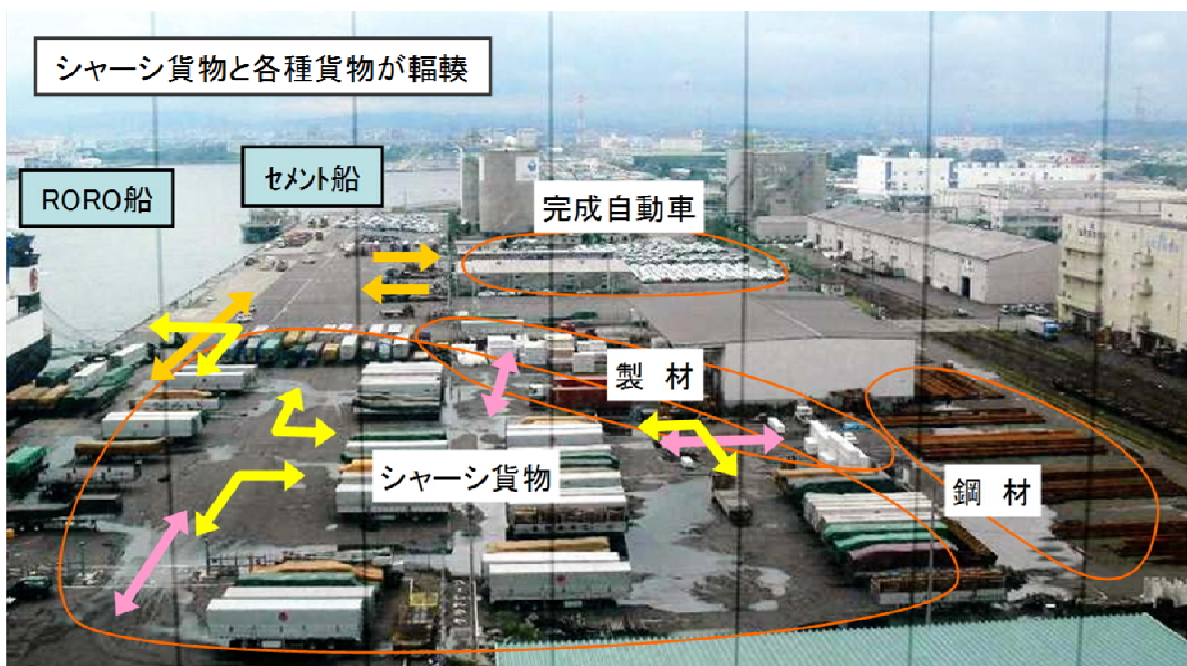 シャーシ貨物と各種貨物が輻輳
RORO船
セメント船
完成自動車
製 材
シャーシ貨物
鋼 材